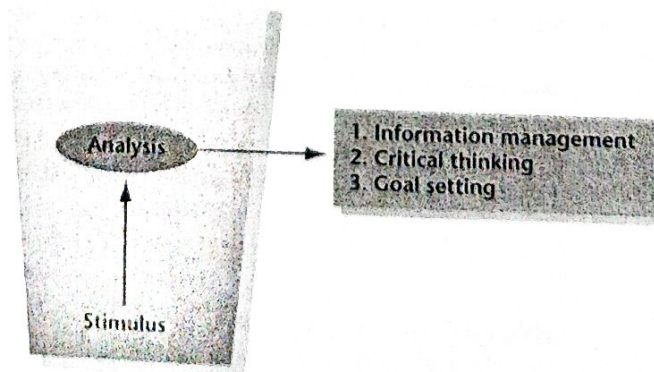 Analysis
1. Information management
2. Critical thinking
3. Goal setting
Stimulus